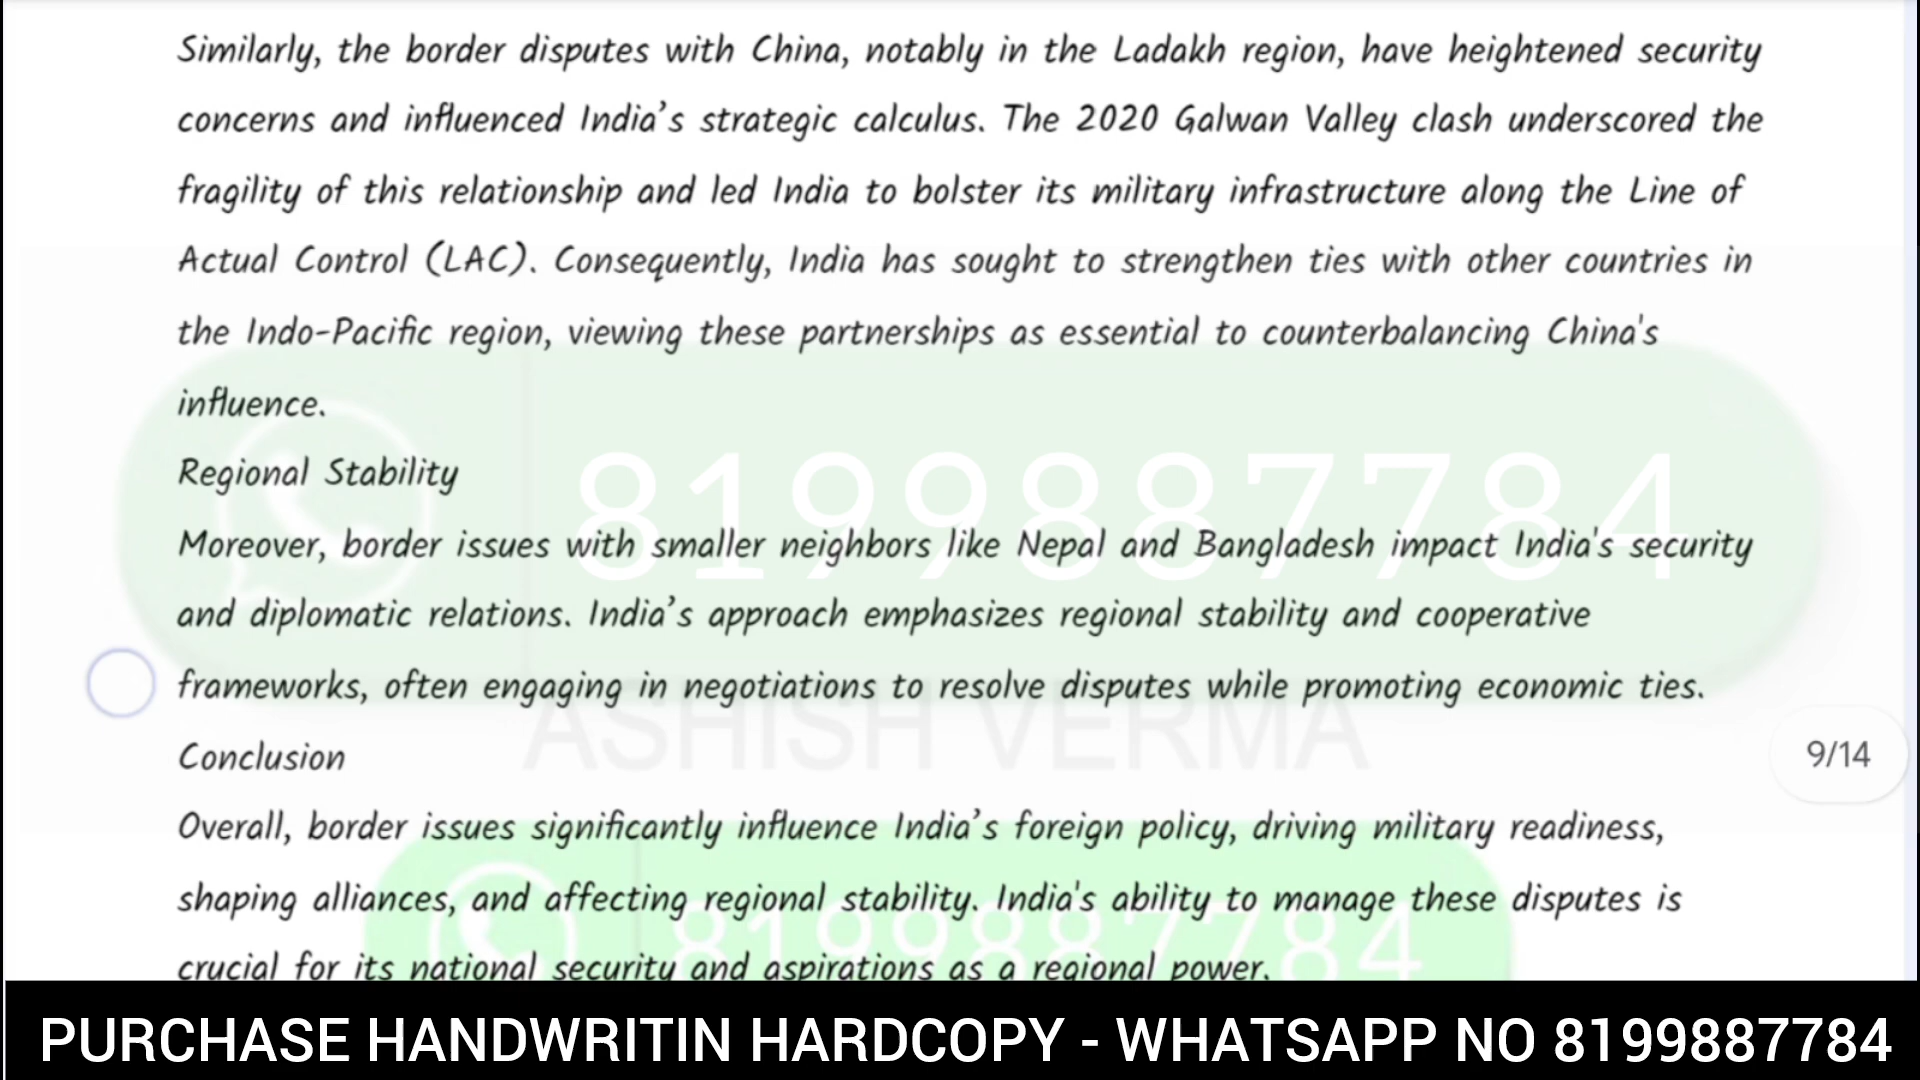 Similarly, the border disputes with China, notably in the Ladakh region, have heightened security
concerns and influenced India’s strategic calculus. The 2020 Galwan Valley clash underscored the
fragility of this relationship and led India to bolster its military infrastructure along the Line of
Actual Control (LAC). Consequently, India has sought to strengthen ties with other countries in
the Indo-Pacific region, viewing these partnerships as essential to counterbalancing China's
influence.
Regional Stability
8199887784
Moreover, border issues with smaller neighbors like Nepal and Bangladesh impact India's security
and diplomatic relations. India’s approach emphasizes regional stability and cooperative
frameworks, often engaging in negotiations to resolve disputes while promoting economic ties.
ASHISH VERMA
Conclusion
9/14
Overall, border issues significantly influence India’s foreign policy, driving military readiness,
shaping alliances, and affecting regional stability. India's ability to manage these disputes is
8199887784
crucial for its national security and aspirations as a regional power.
PURCHASE HANDWRITIN HARDCOPY - WHATSAPP NO 8199887784